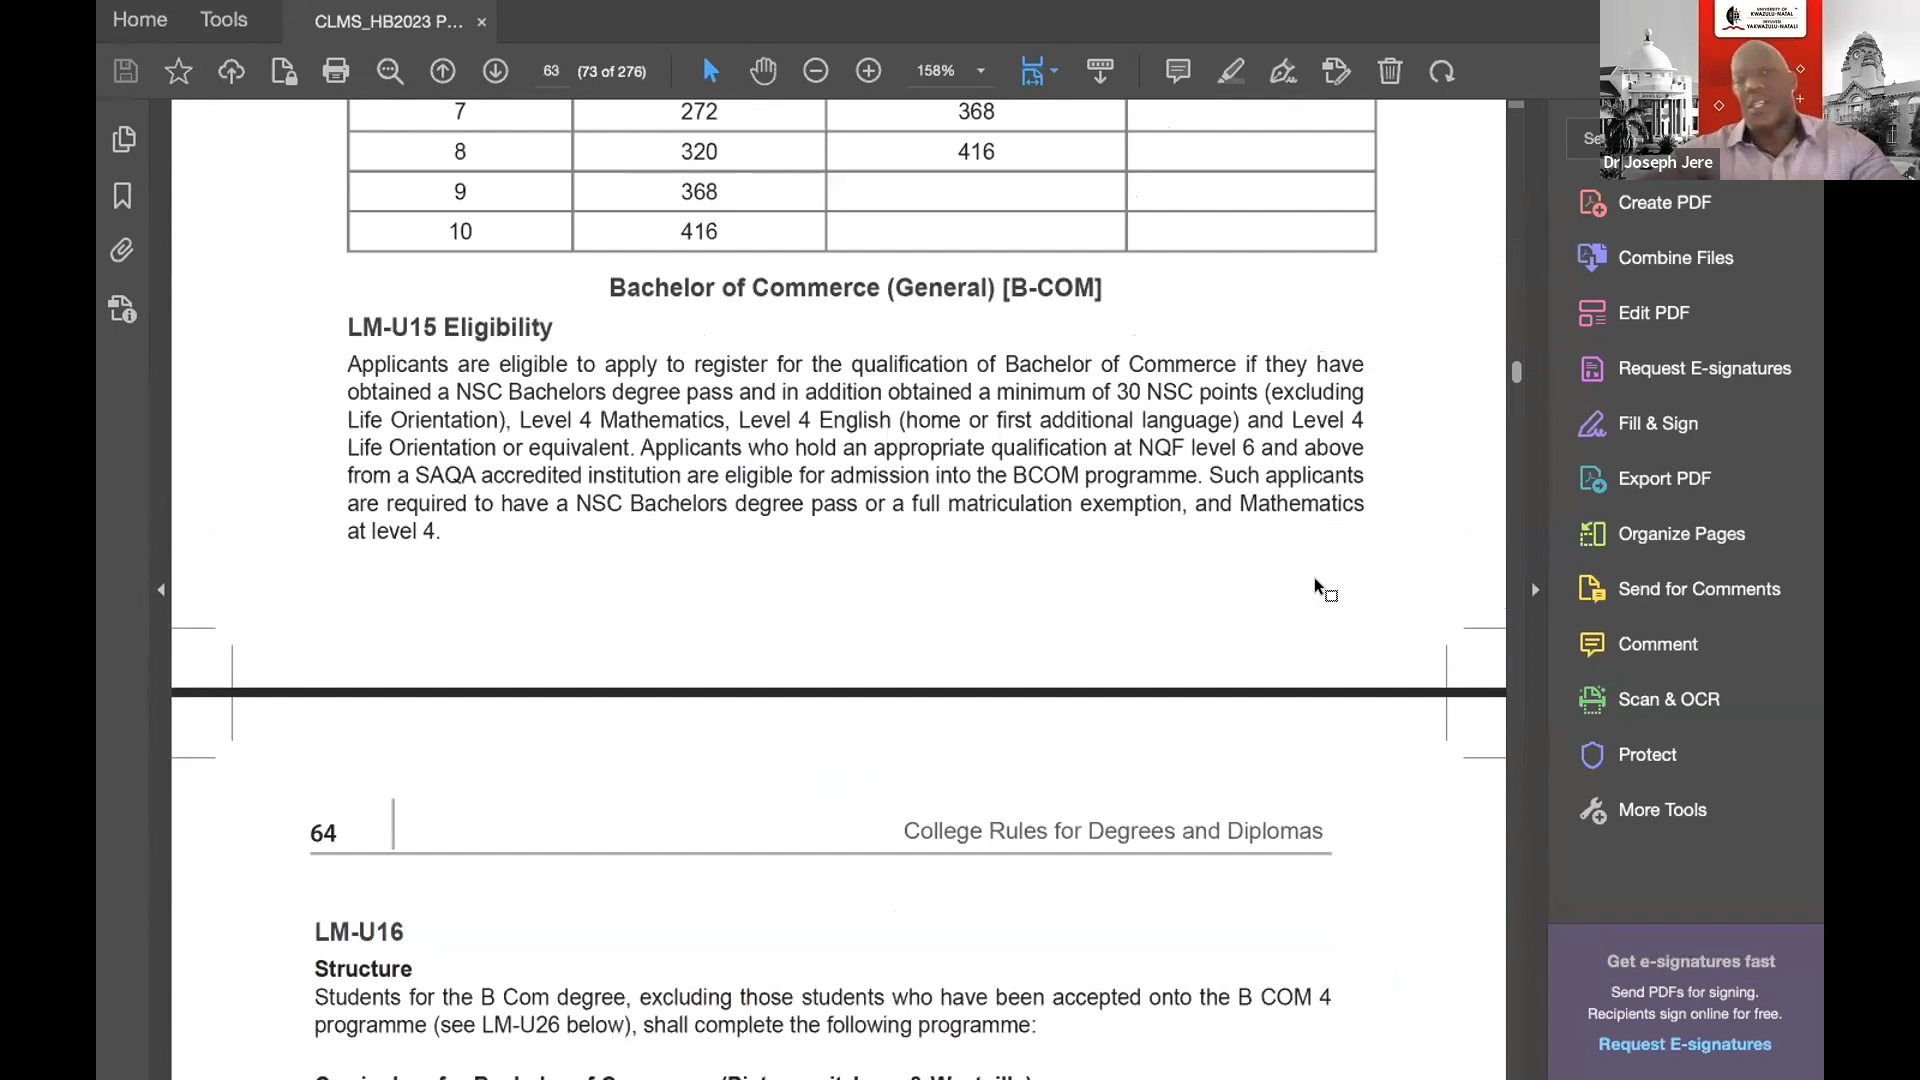 Home Tools CLMS_HB2023 P... ×
63 (73 of 276) 158%
UNIVERSITY OF
KWAZULU-NATAL
INYUVESI
YAKWAZULU-NATALI
Dr Joseph Jere
7 272 368
8 320 416
9 368
10 416
Bachelor of Commerce (General) [B-COM]
LM-U15 Eligibility
Applicants are eligible to apply to register for the qualification of Bachelor of Commerce if they have
obtained a NSC Bachelors degree pass and in addition obtained a minimum of 30 NSC points (excluding
Life Orientation), Level 4 Mathematics, Level 4 English (home or first additional language) and Level 4
Life Orientation or equivalent. Applicants who hold an appropriate qualification at NQF level 6 and above
from a SAQA accredited institution are eligible for admission into the BCOM programme. Such applicants
are required to have a NSC Bachelors degree pass or a full matriculation exemption, and Mathematics
at level 4.
64
College Rules for Degrees and Diplomas
LM-U16
Structure
Students for the B Com degree, excluding those students who have been accepted onto the B COM 4
programme (see LM-U26 below), shall complete the following programme:
Create PDF
Combine Files
Edit PDF
Request E-signatures
Fill & Sign
Export PDF
Organize Pages
Send for Comments
Comment
Scan & OCR
Protect
More Tools
Get e-signatures fast
Send PDFs for signing.
Recipients sign online for free.
Request E-signatures